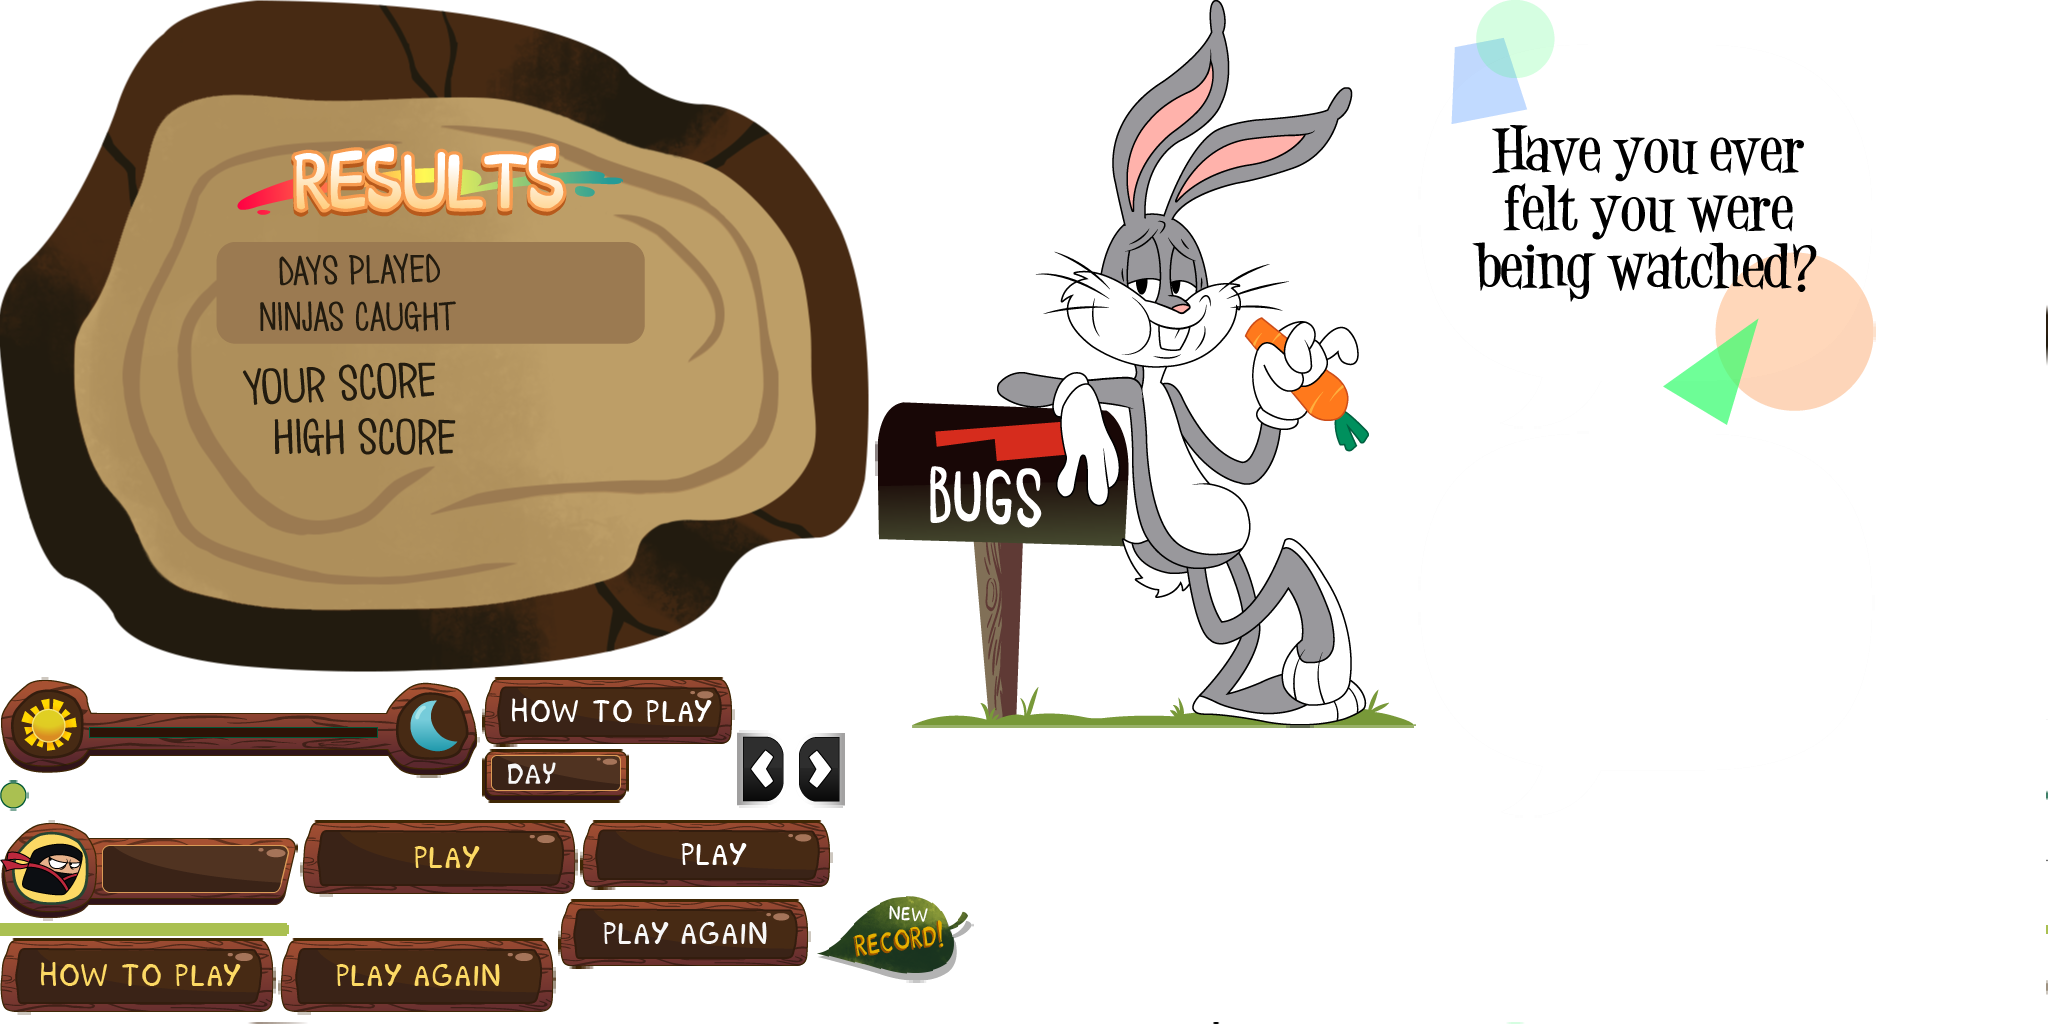 RESULTS
DAYS PLAYED
NINJAS CAUGHT
YOUR SCORE
HIGH SCORE
BUGS
Have you ever
felt you were
being watched?
HOW TO PLAY
DAY
PLAY
PLAY
PLAY AGAIN
NEW
RECORD!
HOW TO PLAY
PLAY AGAIN